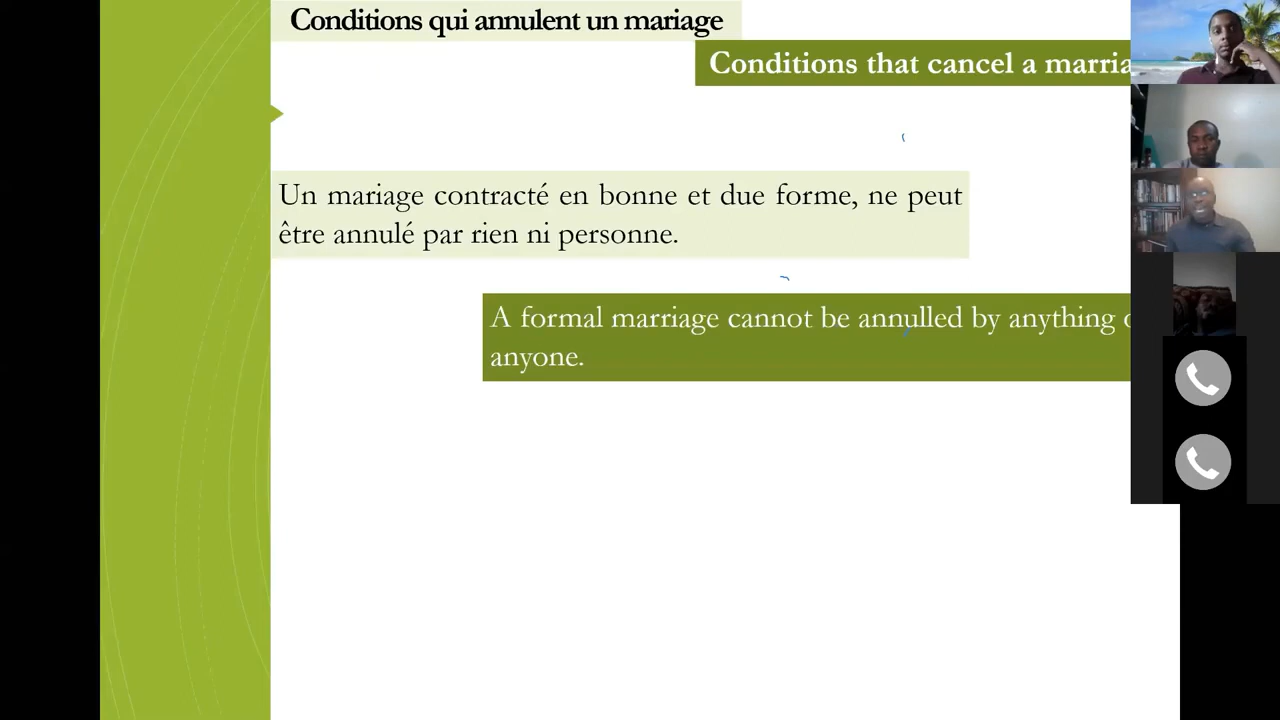 Conditions qui annulent un mariage
Conditions that cancel a
Un mariage contracté en bonne et due forme, ne peut
être annulé par rien ni personne.
A formal marriage cannot be annulled by anything
anyone.